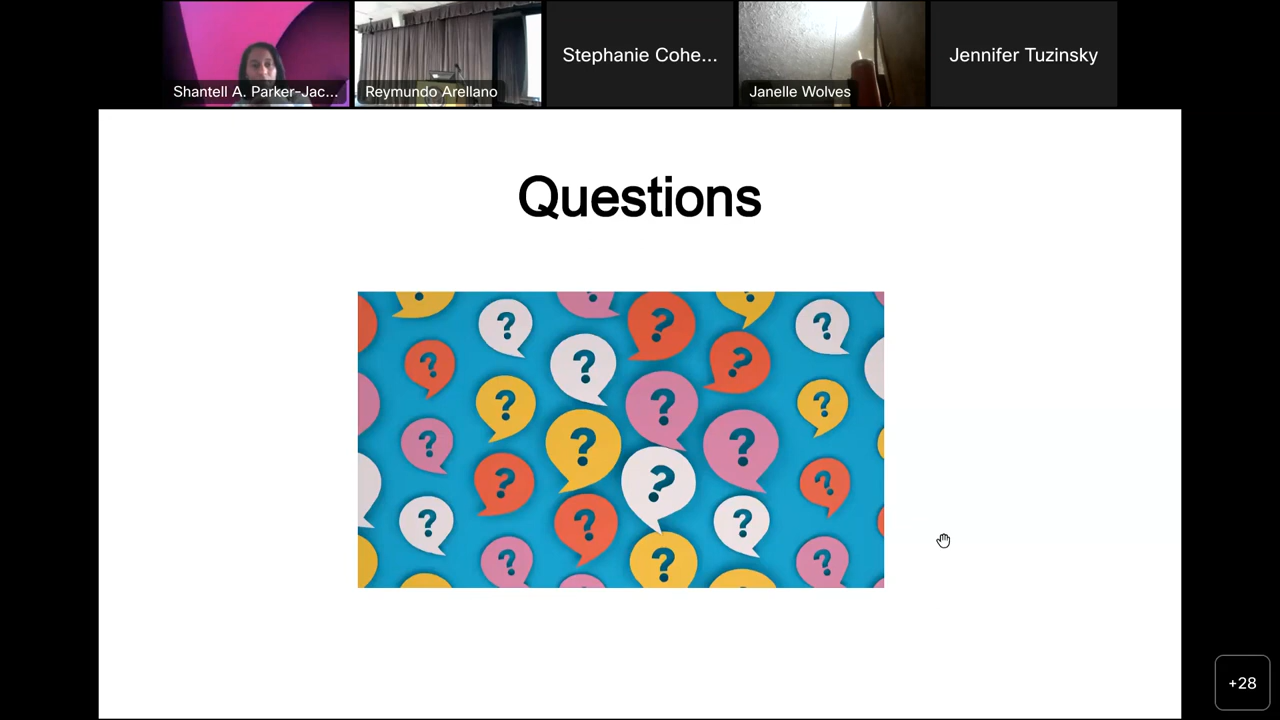 Shantell A. Parker-Jac...
Reymundo Arellano
Stephanie Cohe...
Janelle Wolves
Jennifer Tuzinsky
Questions
? ? ? ? ? ? ? ? ? ? ? ? ? ? ? ? ? ? ? ? ? ? ? ? ?
+28